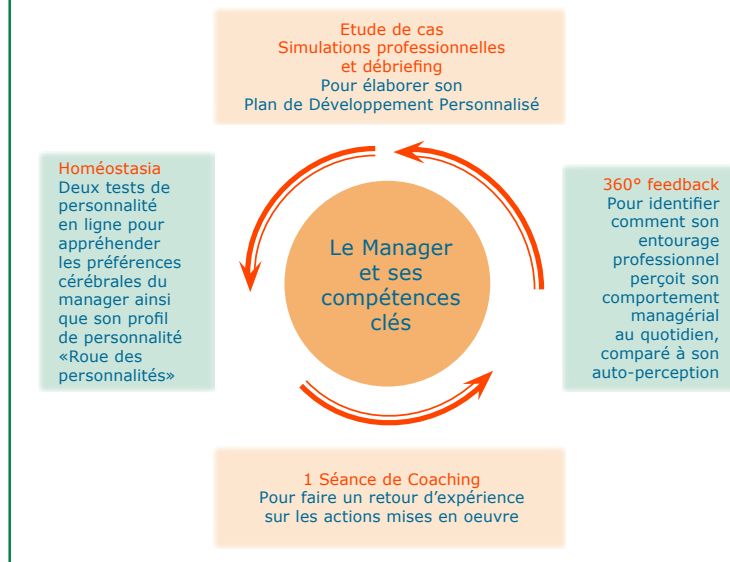 Etude de cas
Simulations professionnelles
et débriefing
Pour élaborer son
Plan de Développement Personnalisé
Homéostasia
Deux tests de
personnalité
en ligne pour
appréhender
les préférences
cérébrales du
manager ainsi
que son profil
de personnalité
«Roue des
personnalités»
Le Manager
et ses
compétences
clés
360° feedback
Pour identifier
comment son
entourage
professionnel
perçoit son
comportement
managérial
au quotidien,
comparé à son
auto-perception
1 Séance de Coaching
Pour faire un retour d’expérience
sur les actions mises en oeuvre